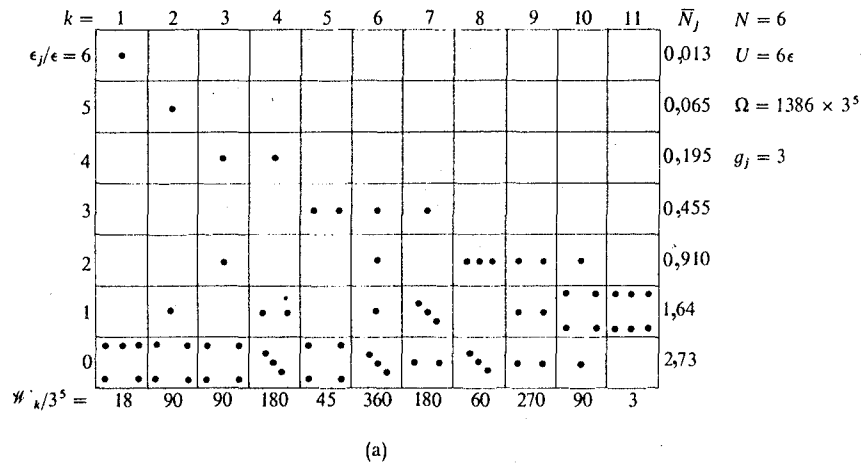 k = 1 2 3 4 5 6 7 8 9 10 11 N̄j N = 6
ϵj/ϵ = 6 0,013 U = 6ϵ
5 0,065 Ω = 1386 × 3⁵
4 0,195 gj = 3
3 0,455
2 0,910
1 1,64
0 2,73
𝒲k/3⁵ = 18 90 90 180 45 360 180 60 270 90 3
(a)